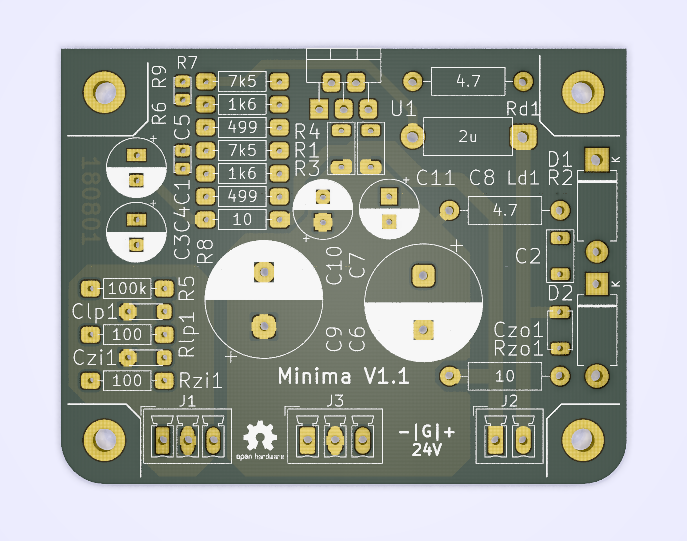 R7
R9
7k5
4.7
R6
1k6
U1
Rd1
C5
499
R4
2u
R1
7k5
D1
K
R3
1k6
C11
C8
Ld1
R2
180801
C1
499
C4
10
4.7
C3
R8
C10
C7
C2
100k
R5
D2
K
Clp1
100
Rlp1
C9
C6
Czo1
Czi1
Rzo1
100
Rzi1
Minima V1.1
10
J1
J3
J2
-|G|+
24V
open hardware